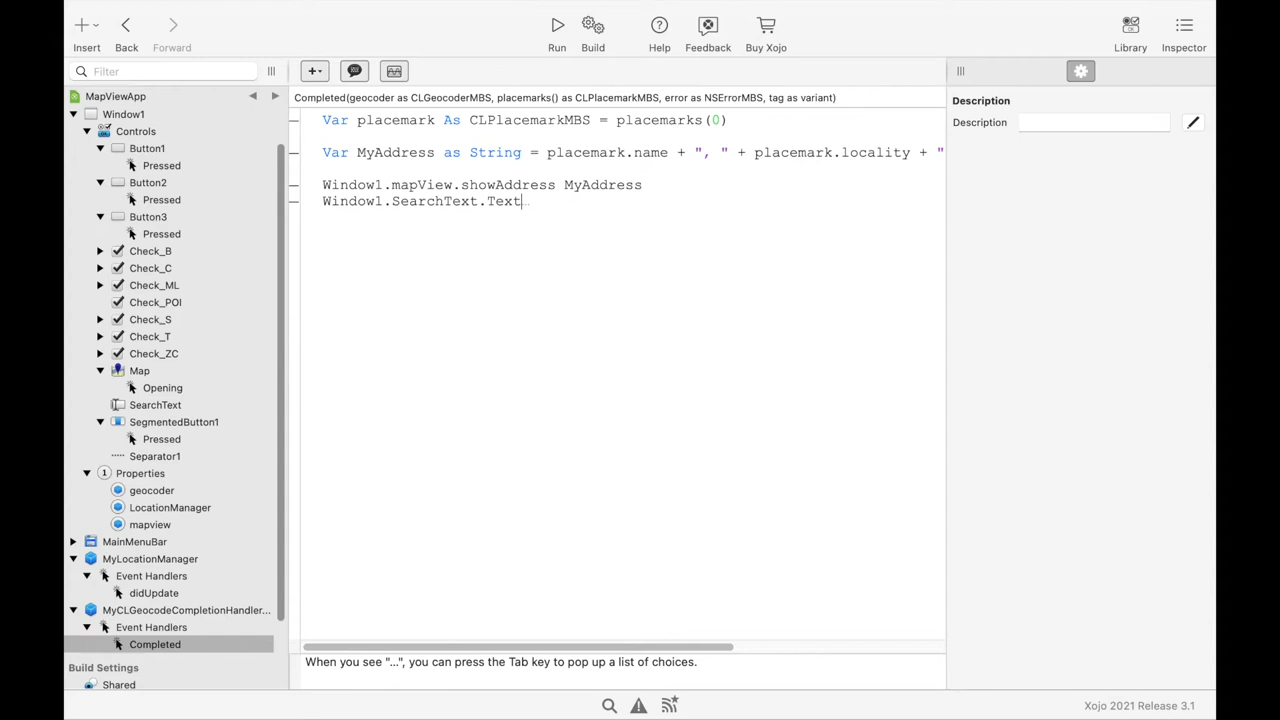 Insert Back Forward Run Build Help Feedback Buy Xojo Library Inspector
Filter
MapViewApp
Window1
Controls
Button1
Pressed
Button2
Pressed
Button3
Pressed
Check_B
Check_C
Check_ML
Check_POI
Check_S
Check_T
Check_ZC
Map
Opening
SearchText
SegmentedButton1
Pressed
Separator1
Properties
geocoder
LocationManager
mapview
MainMenuBar
MyLocationManager
Event Handlers
didUpdate
MyCLGeocodeCompletionHandler...
Event Handlers
Completed
Build Settings
Shared
Completed(geocoder as CLGeocoderMBS, placemarks() as CLPlacemarkMBS, error as NSErrorMBS, tag as variant)
Var placemark As CLPlacemarkMBS = placemarks(0)
Var MyAddress as String = placemark.name + ", " + placemark.locality + "
Window1.mapView.showAddress MyAddress
Window1.SearchText.Text...
When you see "...", you can press the Tab key to pop up a list of choices.
Description
Description
Xojo 2021 Release 3.1